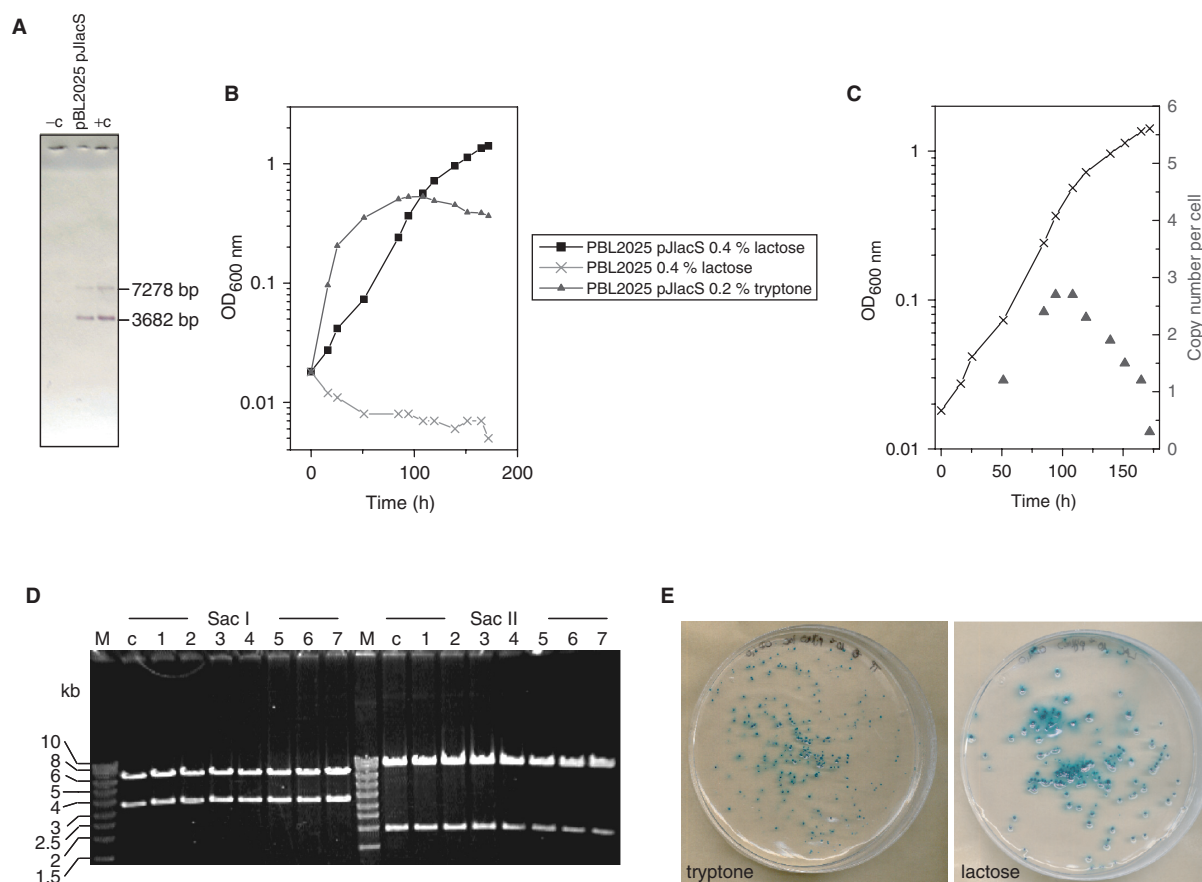 A
−c
pBL2025 pJlacS
+c
7278 bp
3682 bp
B
OD600 nm
1
0.1
0.01
0
100
200
Time (h)
PBL2025 pJlacS 0.4 % lactose
PBL2025 0.4 % lactose
PBL2025 pJlacS 0.2 % tryptone
C
OD600 nm
1
0.1
0.01
0
50
100
150
Time (h)
6
5
4
3
2
1
0
Copy number per cell
D
Sac I
Sac II
M c 1 2 3 4 5 6 7 M c 1 2 3 4 5 6 7
kb
10
8
6
5
4
3
2.5
2
1.5
E
tryptone
lactose